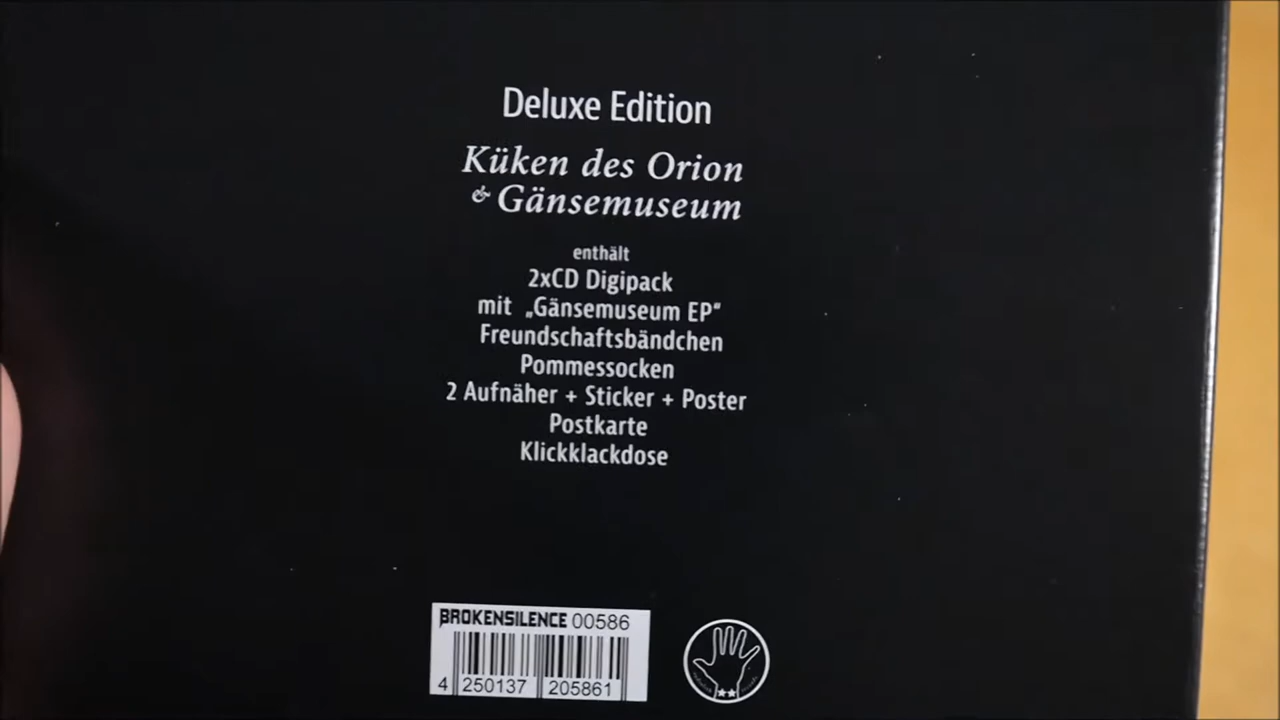 Deluxe Edition
Küken des Orion
& Gänsemuseum
enthält
2xCD Digipack
mit „Gänsemuseum EP“
Freundschaftsbändchen
Pommessocken
2 Aufnäher + Sticker + Poster
Postkarte
Klickklackdose
BROKENSILENCE 00586
4 250137 205861